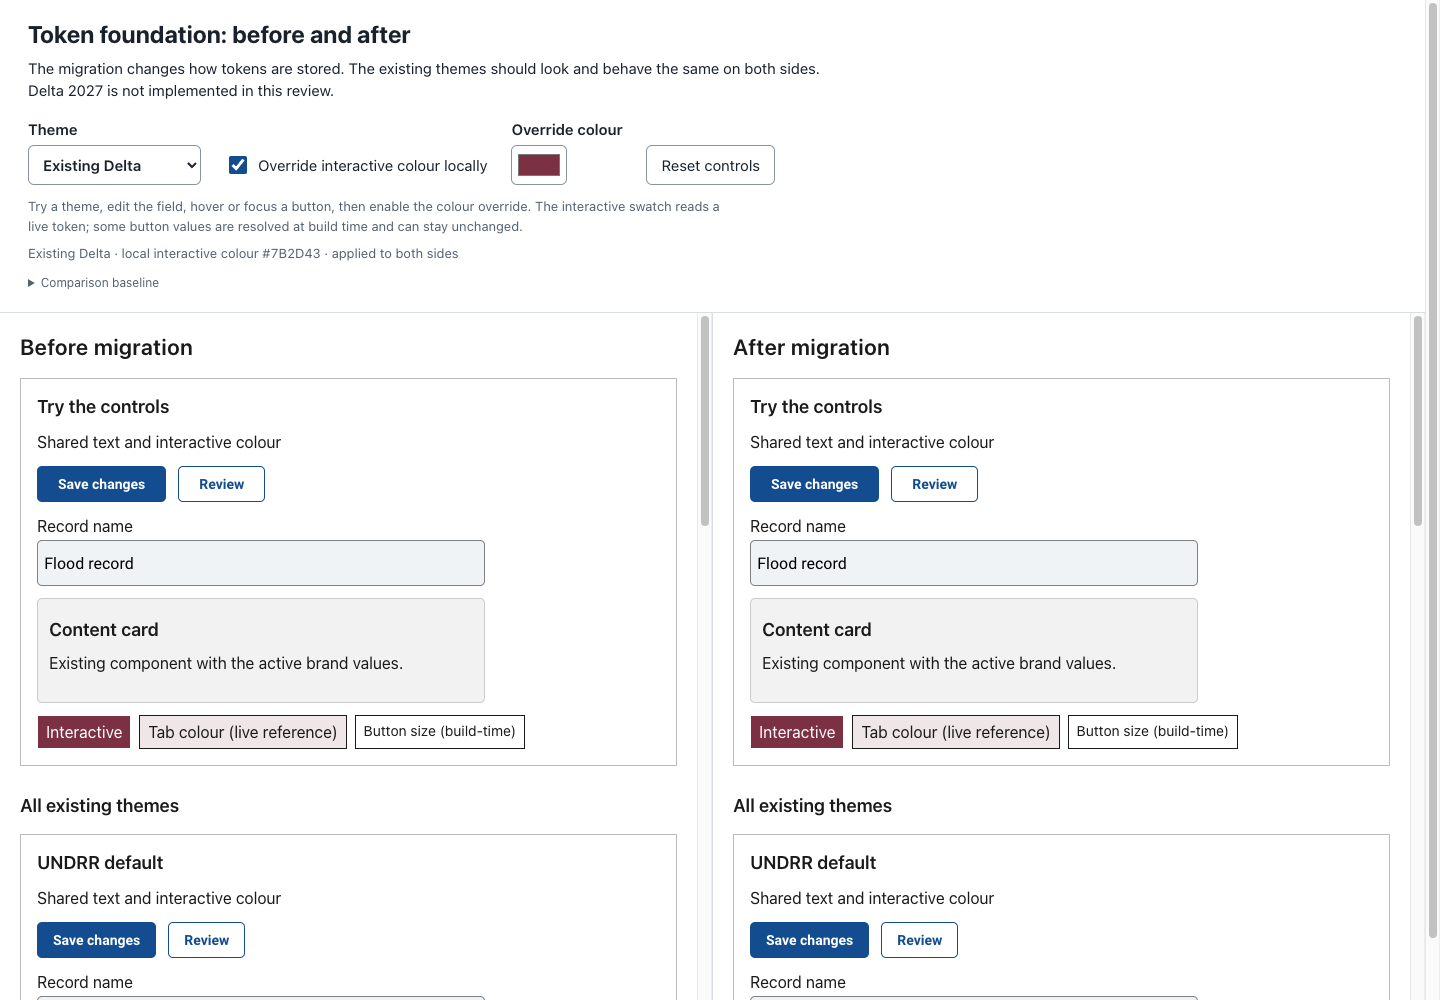 Token foundation: before and after
The migration changes how tokens are stored. The existing themes should look and behave the same on both sides.
Delta 2027 is not implemented in this review.
Theme
Override colour
Existing Delta
Override interactive colour locally
Reset controls
Try a theme, edit the field, hover or focus a button, then enable the colour override. The interactive swatch reads a
live token; some button values are resolved at build time and can stay unchanged.
Existing Delta · local interactive colour #7B2D43 · applied to both sides
Comparison baseline
Before migration
Try the controls
Shared text and interactive colour
Save changes
Review
Record name
Flood record
Content card
Existing component with the active brand values.
Interactive
Tab colour (live reference)
Button size (build-time)
All existing themes
UNDRR default
Shared text and interactive colour
Save changes
Review
Record name
After migration
Try the controls
Shared text and interactive colour
Save changes
Review
Record name
Flood record
Content card
Existing component with the active brand values.
Interactive
Tab colour (live reference)
Button size (build-time)
All existing themes
UNDRR default
Shared text and interactive colour
Save changes
Review
Record name